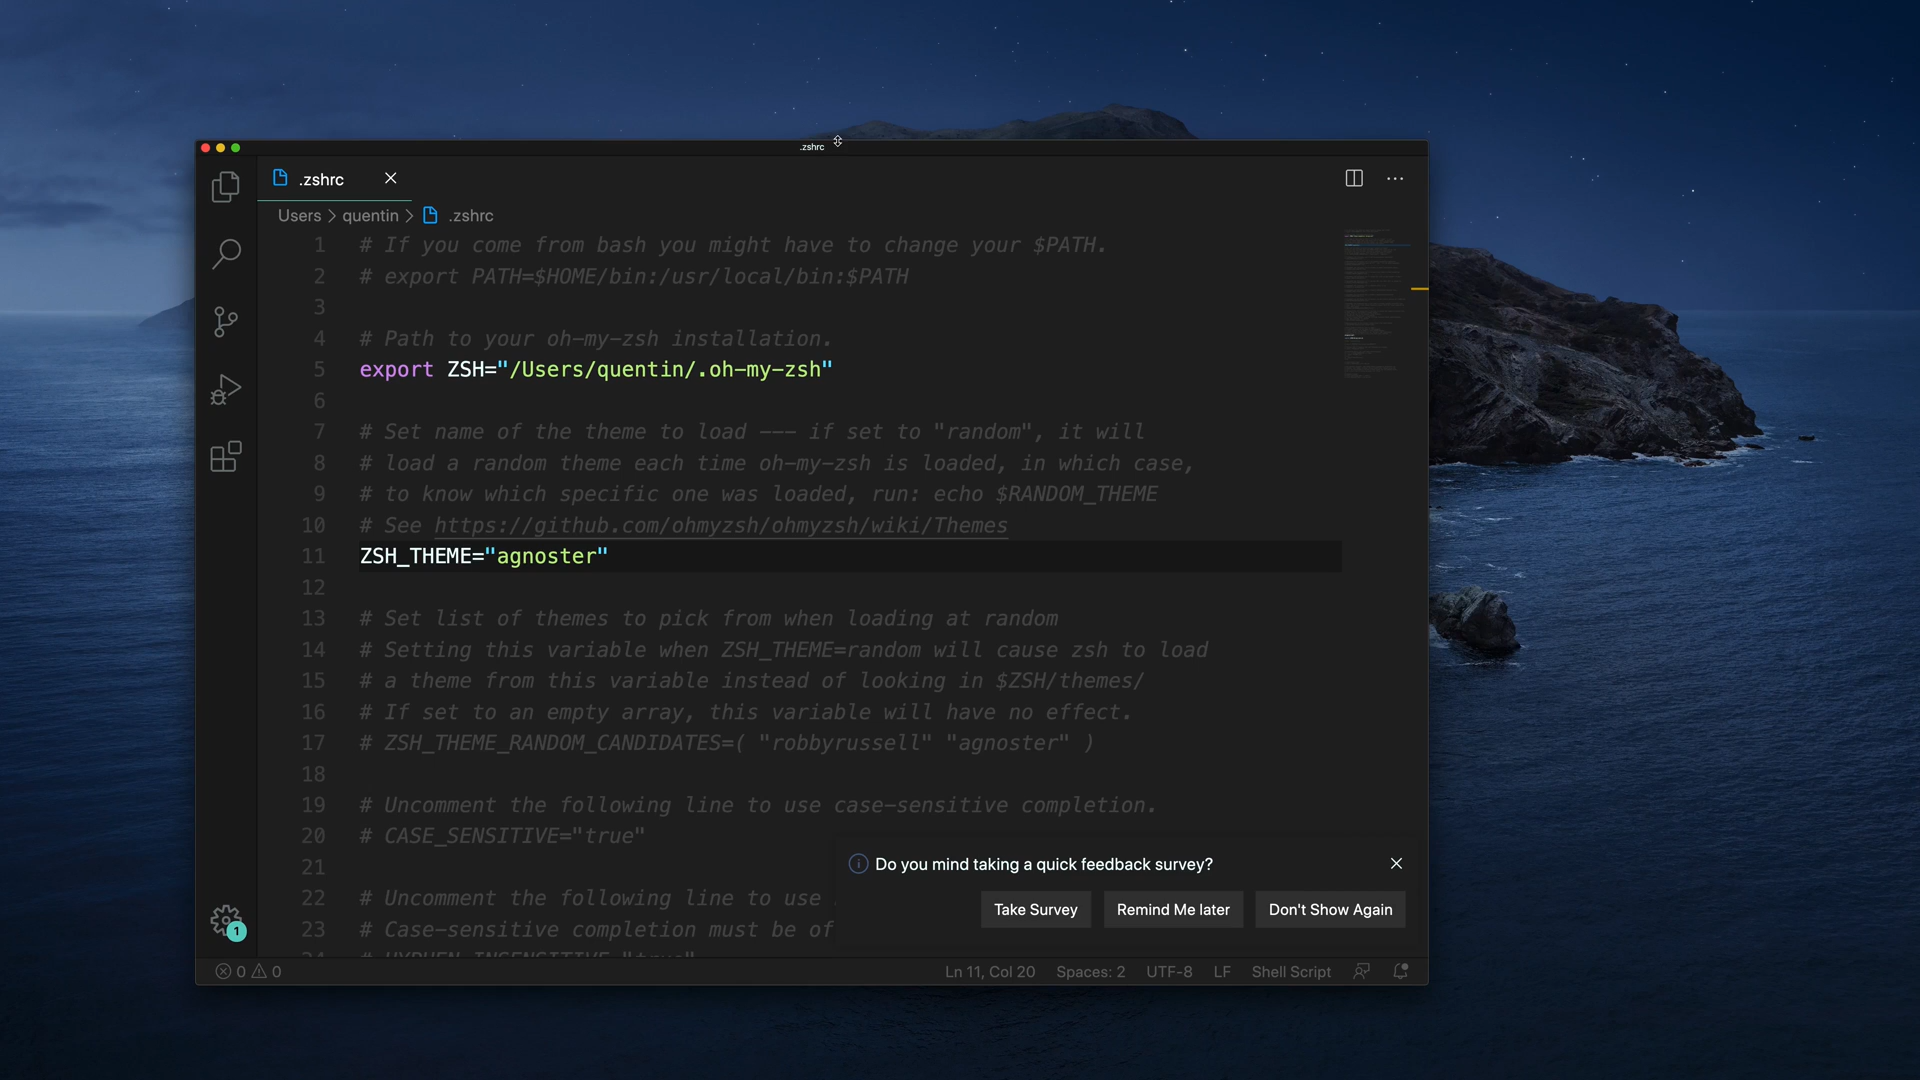 .zshrc
.zshrc
Users > quentin > .zshrc
1 # If you come from bash you might have to change your $PATH.
2 # export PATH=$HOME/bin:/usr/local/bin:$PATH
3
4 # Path to your oh-my-zsh installation.
5 export ZSH="/Users/quentin/.oh-my-zsh"
6
7 # Set name of the theme to load --- if set to "random", it will
8 # load a random theme each time oh-my-zsh is loaded, in which case,
9 # to know which specific one was loaded, run: echo $RANDOM_THEME
10 # See https://github.com/ohmyzsh/ohmyzsh/wiki/Themes
11 ZSH_THEME="agnoster"
12
13 # Set list of themes to pick from when loading at random
14 # Setting this variable when ZSH_THEME=random will cause zsh to load
15 # a theme from this variable instead of looking in $ZSH/themes/
16 # If set to an empty array, this variable will have no effect.
17 # ZSH_THEME_RANDOM_CANDIDATES=( "robbyrussell" "agnoster" )
18
19 # Uncomment the following line to use case-sensitive completion.
20 # CASE_SENSITIVE="true"
21
22 # Uncomment the following line to use
23 # Case-sensitive completion must be of
Do you mind taking a quick feedback survey?
Take Survey Remind Me later Don't Show Again
1
0 0 Ln 11, Col 20 Spaces: 2 UTF-8 LF Shell Script